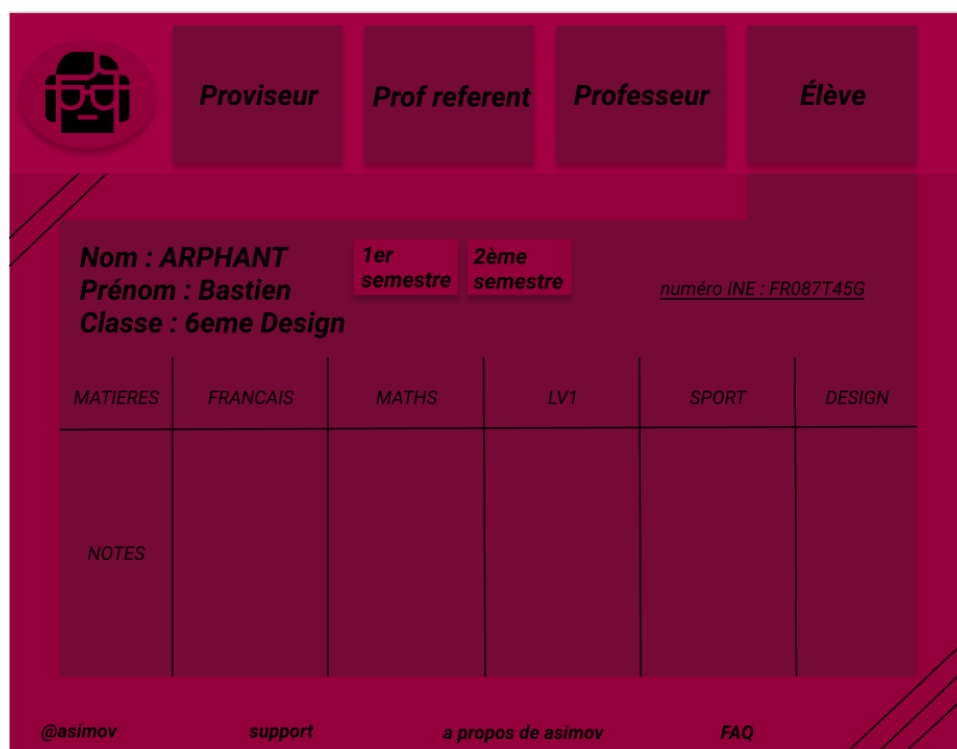 Proviseur
Prof referent
Professeur
Élève
Nom : ARPHANT
Prénom : Bastien
Classe : 6eme Design
1er
semestre
2ème
semestre
numéro INE : FR087T45G
MATIERES FRANCAIS MATHS LV1 SPORT DESIGN
NOTES
@asimov support a propos de asimov FAQ